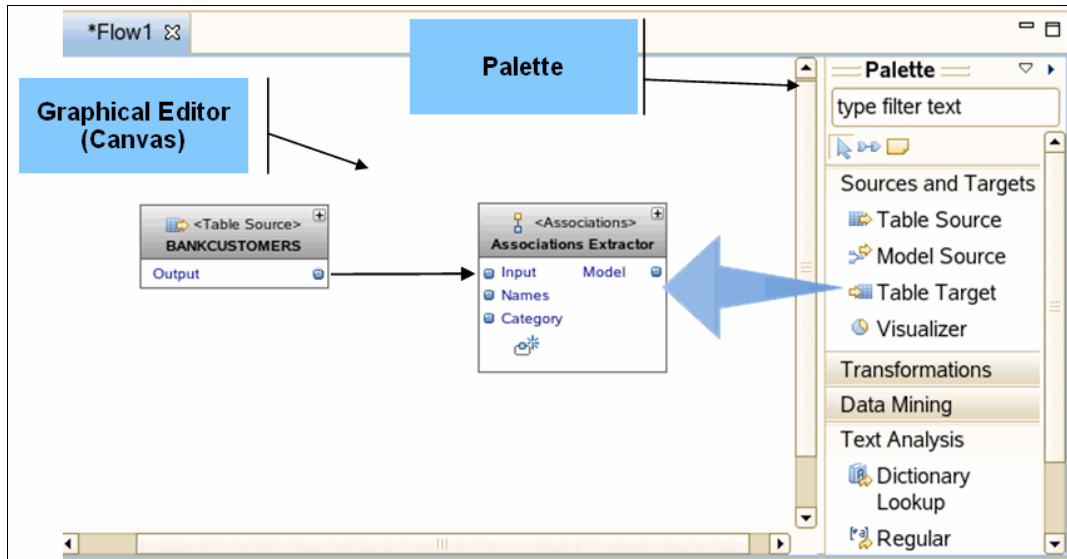 *Flow1
Palette
Graphical Editor
(Canvas)
<Table Source>
BANKCUSTOMERS
Output
<Associations>
Associations Extractor
Input Model
Names
Category
Palette
type filter text
Sources and Targets
Table Source
Model Source
Table Target
Visualizer
Transformations
Data Mining
Text Analysis
Dictionary
Lookup
Regular